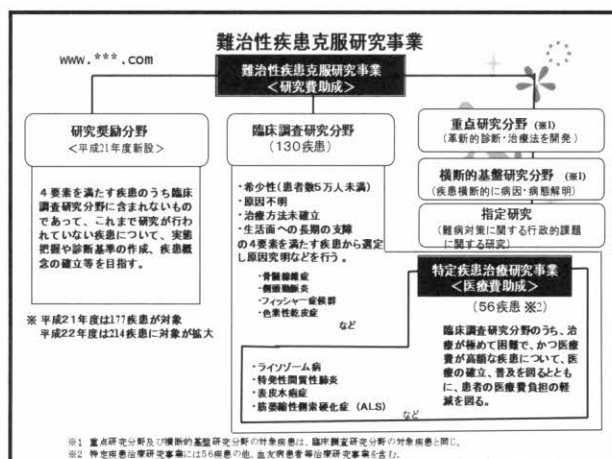 難治性疾患克服研究事業
www.***.com
難治性疾患克服研究事業
＜研究費助成＞
研究奨励分野
＜平成21年度新設＞
4要素を満たす疾患のうち臨床
調査研究分野に含まれないもの
であって、これまで研究が行わ
れていない疾患について、実態
把握や診断基準の作成、疾患概
念の確立等を目指す。
※ 平成21年度は177疾患が対象
平成22年度は214疾患に対象が拡大
臨床調査研究分野
(130疾患)
・希少性(患者数5万人未満)
・原因不明
・治療方法未確立
・生活面への長期の支障
の4要素を満たす疾患から選定
し原因究明などを行う。
・骨髄線維症
・側頭動脈炎
・フィッシャー症候群
・色素性乾皮症
など
・ライソゾーム病
・特発性間質性肺炎
・表皮水疱症
・筋萎縮性側索硬化症 (ALS)
など
重点研究分野 (※1)
(革新的診断・治療法を開発)
横断的基盤研究分野 (※1)
(疾患横断的に病因・病態解明)
指定研究
(難病対策に関する行政的課題
に関する研究)
特定疾患治療研究事業
＜医療費助成＞
(56疾患 ※2)
臨床調査研究分野のうち、治療
が極めて困難で、かつ医療
費が高額な疾患について、医
療の確立、普及を図るととも
に、患者の医療費負担の軽
減を図る。
※1 重点研究分野及び横断的基盤研究分野の対象疾患は、臨床調査研究分野の対象疾患と同じ。
※2 特定疾患治療研究事業には56疾患の他、血友病患者等治療研究事業を含む。